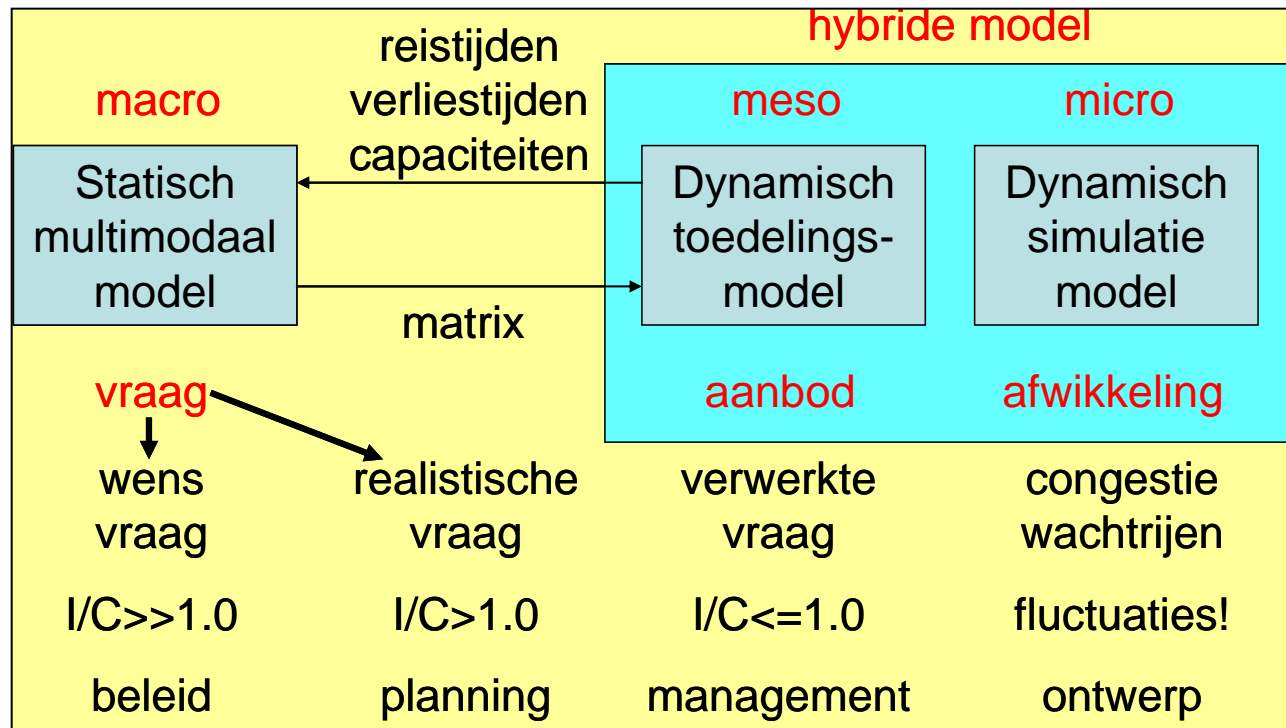 hybride model
reistijden
verliestijden
capaciteiten
macro
meso
micro
Statisch
multimodaal
model
Dynamisch
toedelings-
model
Dynamisch
simulatie
model
matrix
vraag
aanbod
afwikkeling
wens
vraag
realistische
vraag
verwerkte
vraag
congestie
wachtrijen
I/C>>1.0
I/C>1.0
I/C<=1.0
fluctuaties!
beleid
planning
management
ontwerp